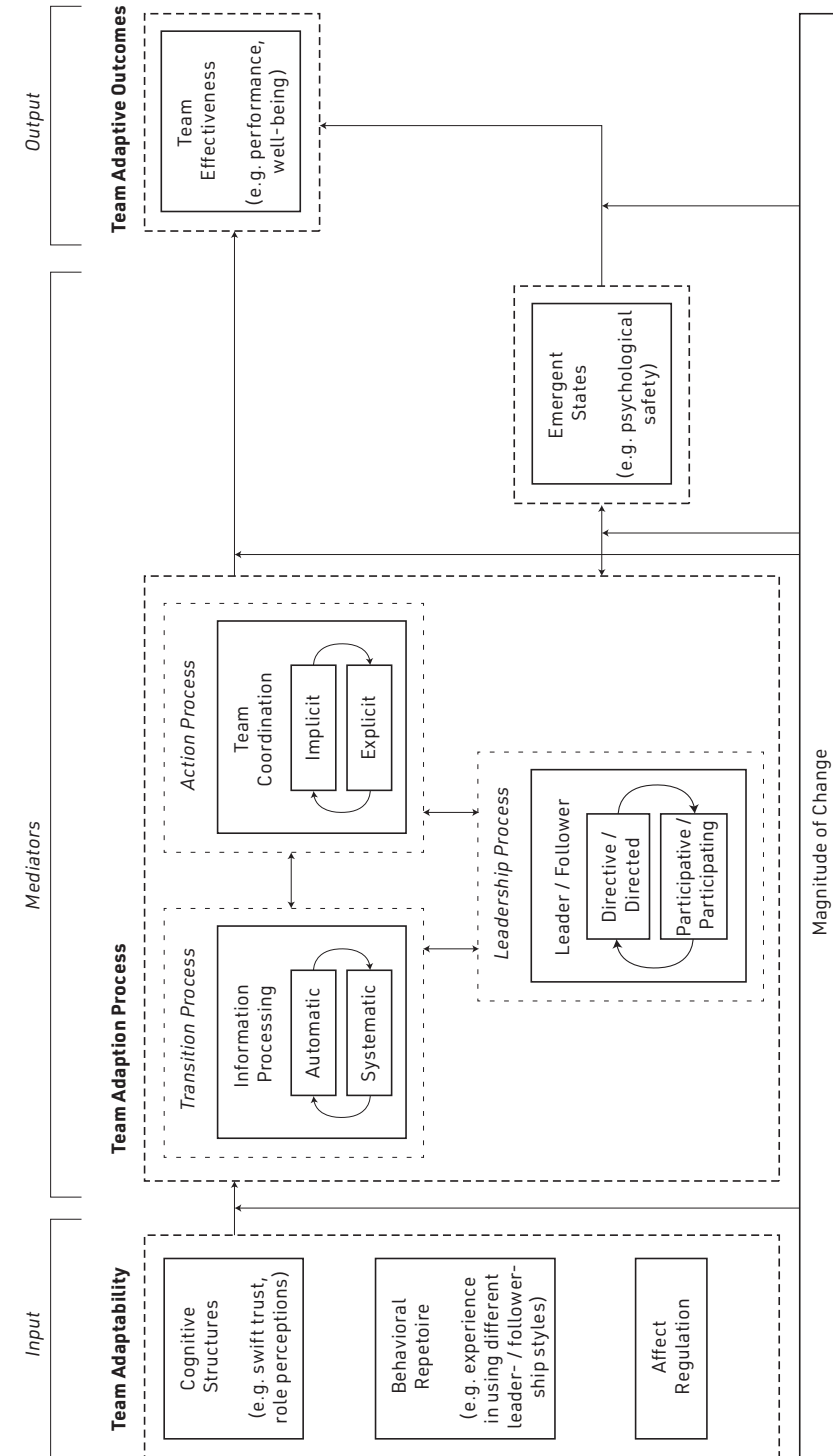 Input
Mediators
Output
Team Adaptability
Team Adaption Process
Team Adaptive Outcomes
Cognitive
Structures
(e.g. swift trust,
role perceptions)
Behavioral
Repetoire
(e.g. experience
in using different
leader- / follower-
ship styles)
Affect
Regulation
Transition Process
Information
Processing
Automatic
Systematic
Action Process
Team
Coordination
Implicit
Explicit
Leadership Process
Leader / Follower
Directive /
Directed
Participative /
Participating
Emergent
States
(e.g. psychological
safety)
Team
Effectiveness
(e.g. performance,
well-being)
Magnitude of Change